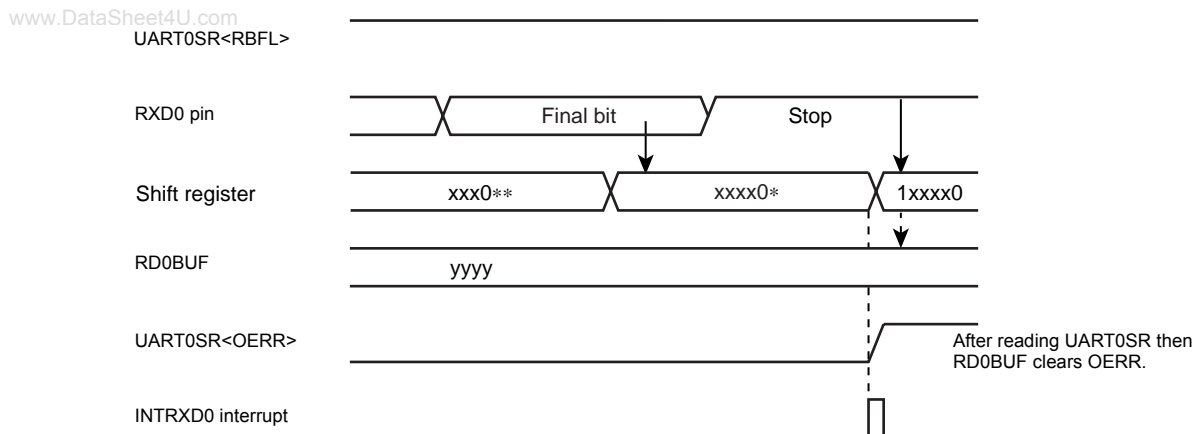 www.DataSheet4U.com
UART0SR<RBFL>
RXD0 pin
Final bit
Stop
Shift register
xxx0**
xxxx0*
1xxxx0
RD0BUF
yyyy
UART0SR<OERR>
After reading UART0SR then
RD0BUF clears OERR.
INTRXD0 interrupt